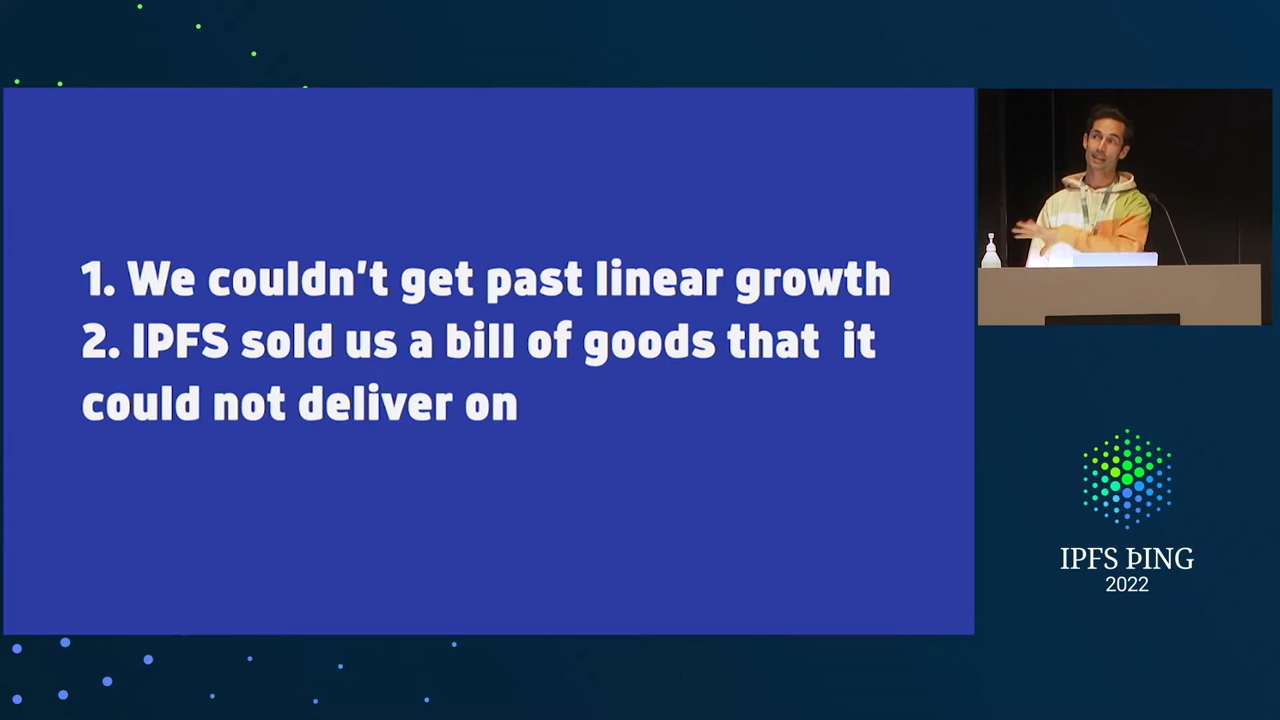 1. We couldn't get past linear growth
2. IPFS sold us a bill of goods that  it
could not deliver on
IPFS ÞING
2022